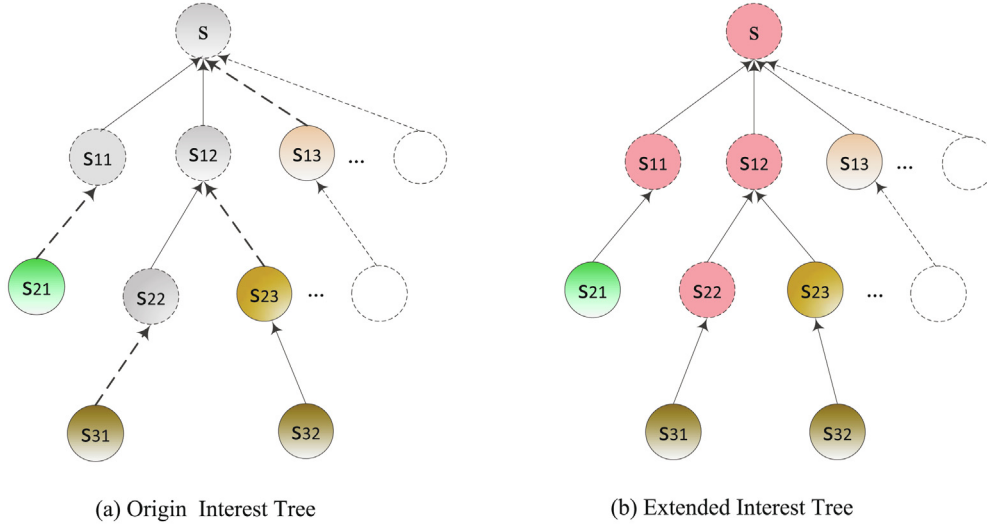 S
S11 S12 S13 ...
S21 S22 S23 ...
S31 S32
(a) Origin Interest Tree
S
S11 S12 S13 ...
S21 S22 S23 ...
S31 S32
(b) Extended Interest Tree